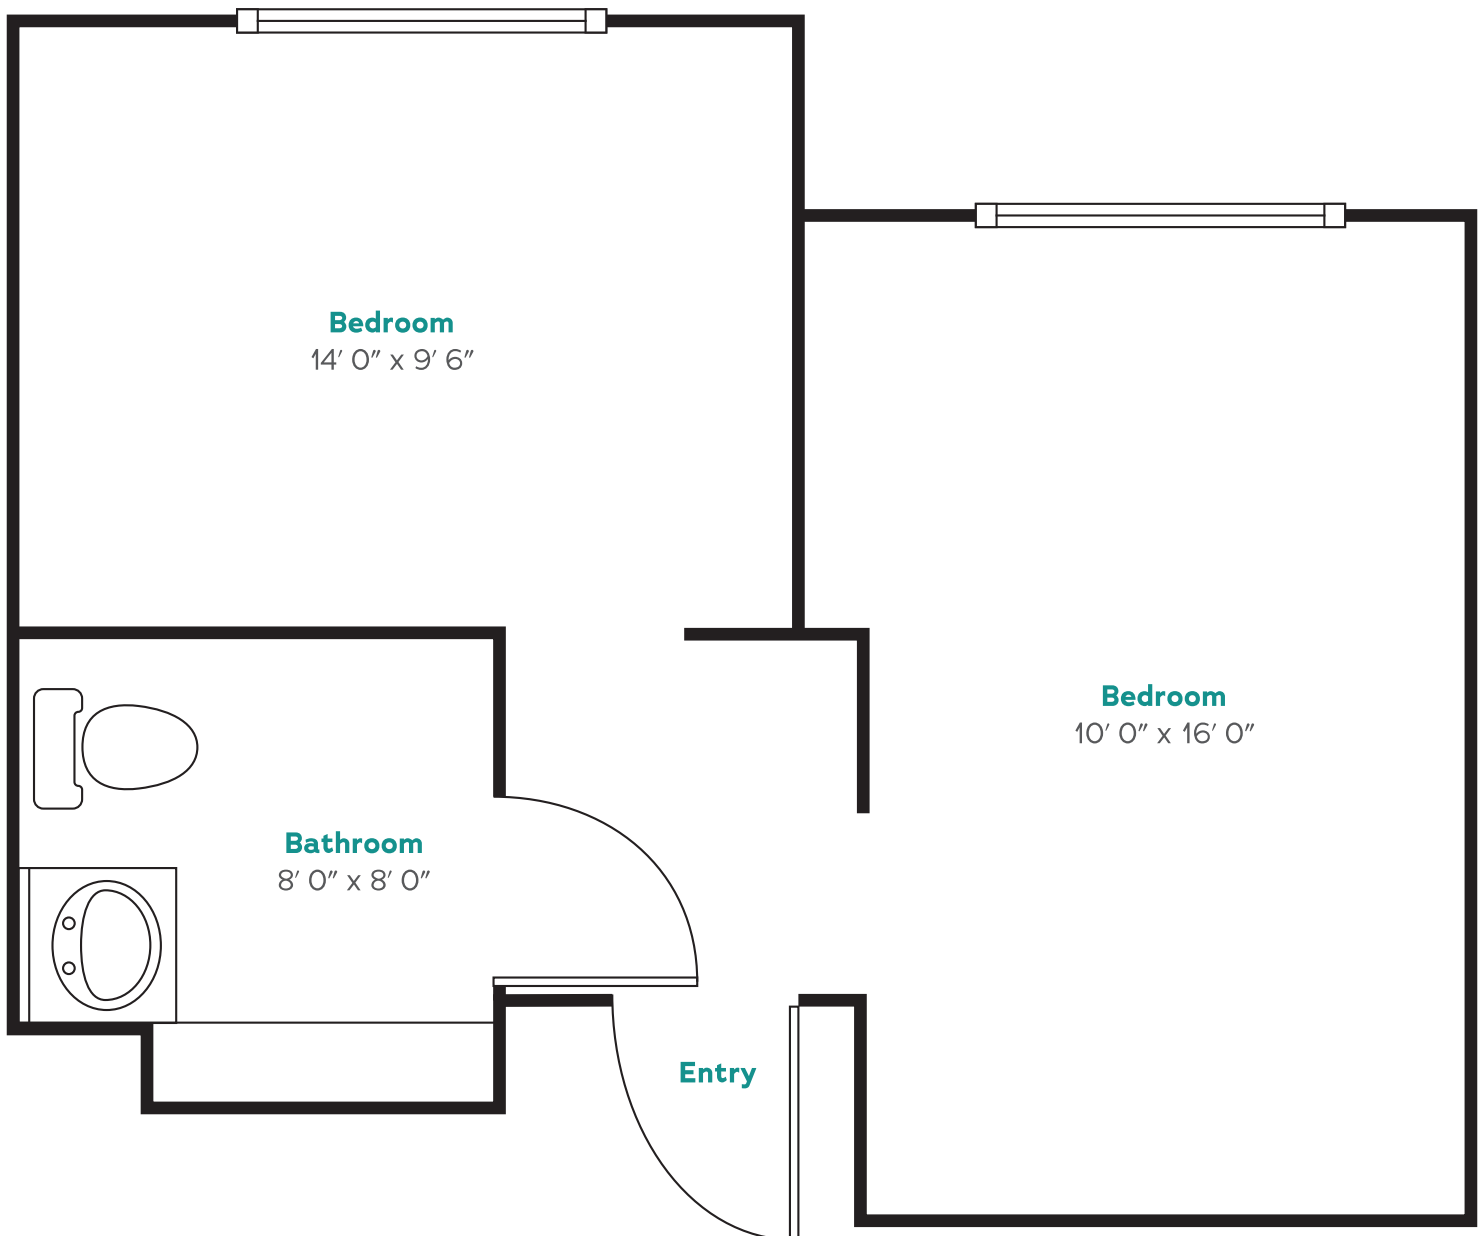 Bedroom
14′ 0″ x 9′ 6″
Bedroom
10′ 0″ x 16′ 0″
Bathroom
8′ 0″ x 8′ 0″
Entry